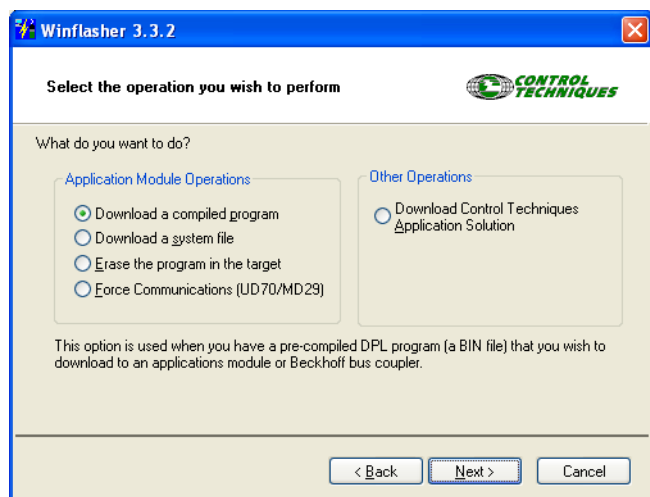 Winflasher 3.3.2
Select the operation you wish to perform
CONTROL
TECHNIQUES
What do you want to do?
Application Module Operations
Download a compiled program
Download a system file
Erase the program in the target
Force Communications (UD70/MD29)
Other Operations
Download Control Techniques
Application Solution
This option is used when you have a pre-compiled DPL program (a BIN file) that you wish to
download to an applications module or Beckhoff bus coupler.
< Back
Next >
Cancel